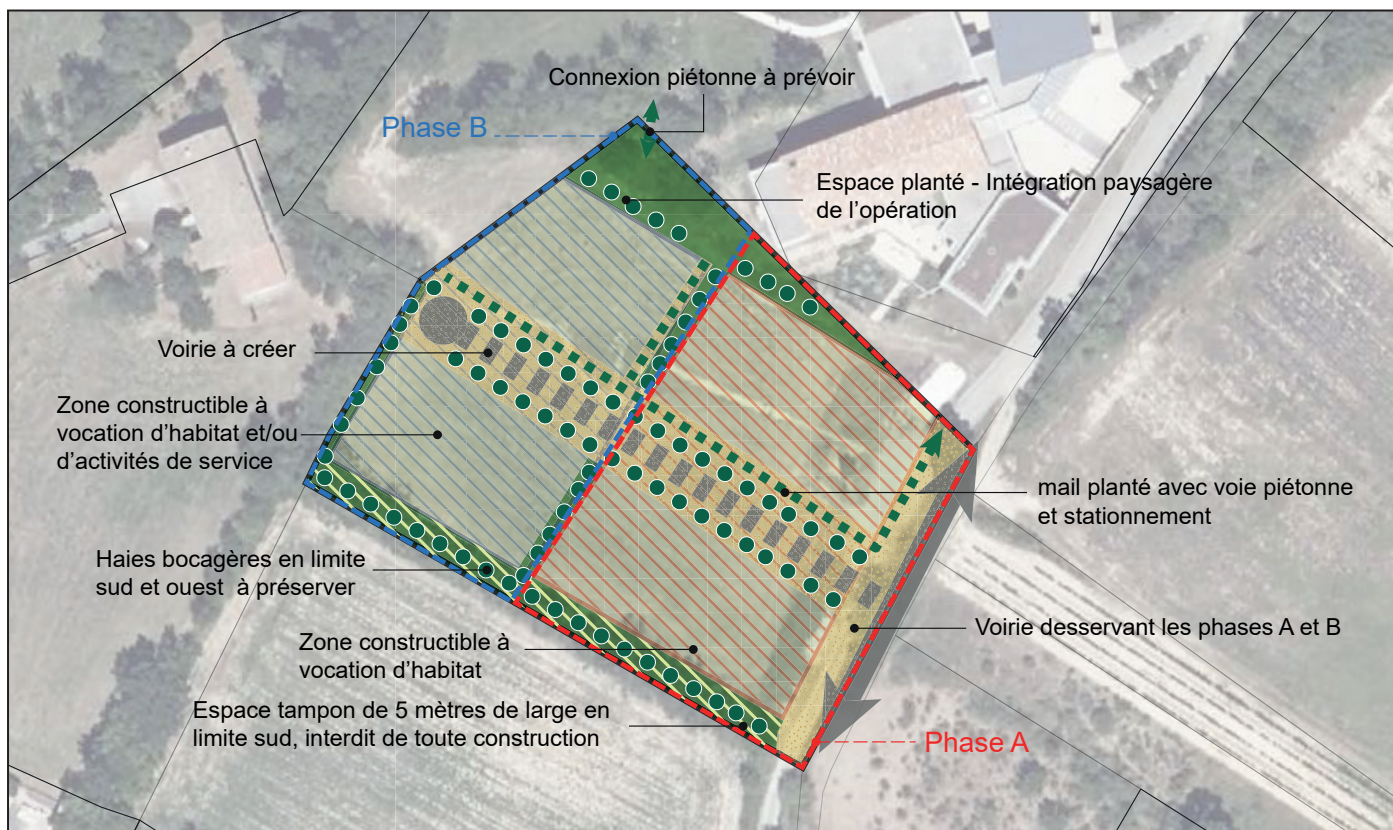 Connexion piétonne à prévoir
Phase B
Espace planté - Intégration paysagère
de l'opération
Voirie à créer
Zone constructible à
vocation d'habitat et/ou
d'activités de service
mail planté avec voie piétonne
et stationnement
Haies bocagères en limite
sud et ouest à préserver
Voirie desservant les phases A et B
Zone constructible à
vocation d'habitat
Espace tampon de 5 mètres de large en
limite sud, interdit de toute construction
Phase A